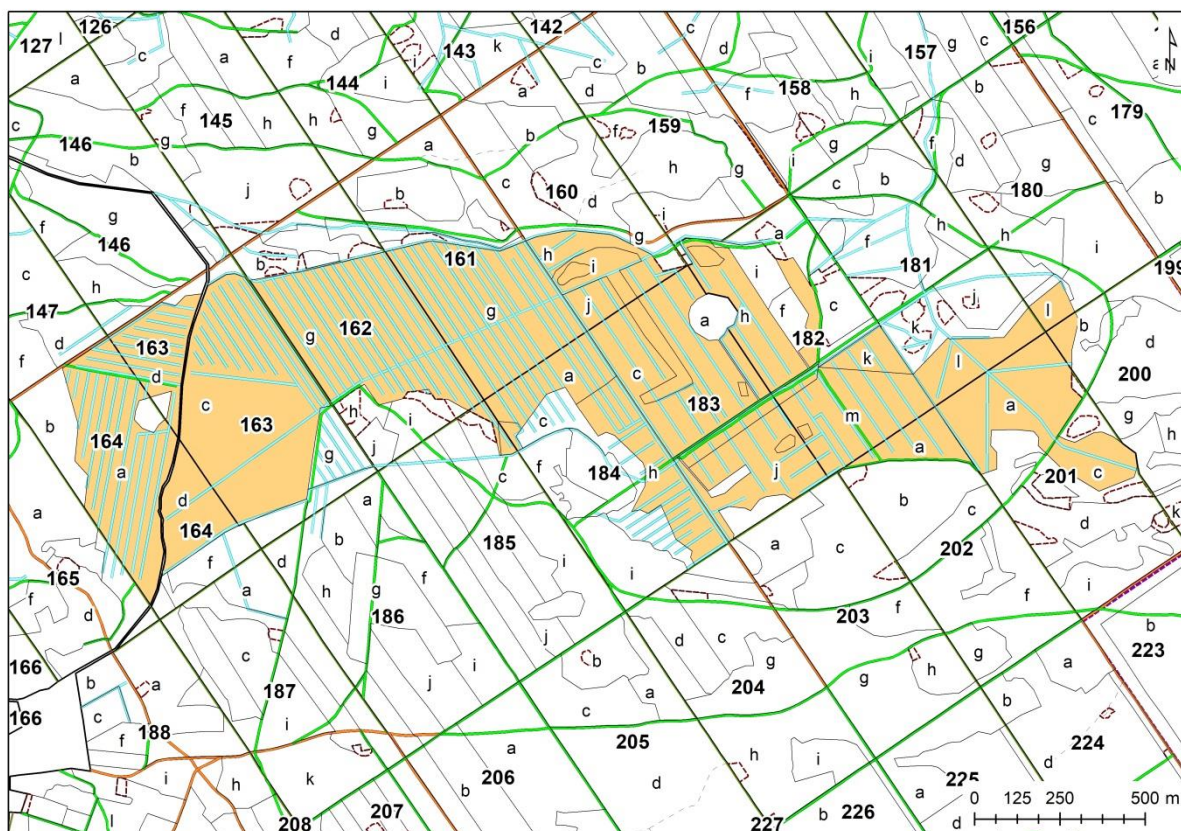 127 l 126 c a d 143 k 142 c d i 157 g c 156 a N
a f i a b f 158 h b c 179
c 145 f 144 i d
146 g h h g a b f 159 h i g f d g
b j b c 160 d g c b 180 b
g i a h h
f 146 b g f i
c h 161 h i c 181 j 199
147 g j i f l b d
d 163 162 g a h 182 k
f d c a k l 200
b c 163 183 a g
164 h i c m h
a g j f 184 h j a 201 c k
d c b
a 164 a 185 a c c d
f d b f i i 202
165 a h g i
f d 186 f f 203 b
c j d c h g a 223
166 b a i b g 204 g b
166 c 187 j a
188 i c 205 h i 224
f a d 225 d
i h k b 206 a 0 125 250 500 m
l 208 207 227 b 226 d